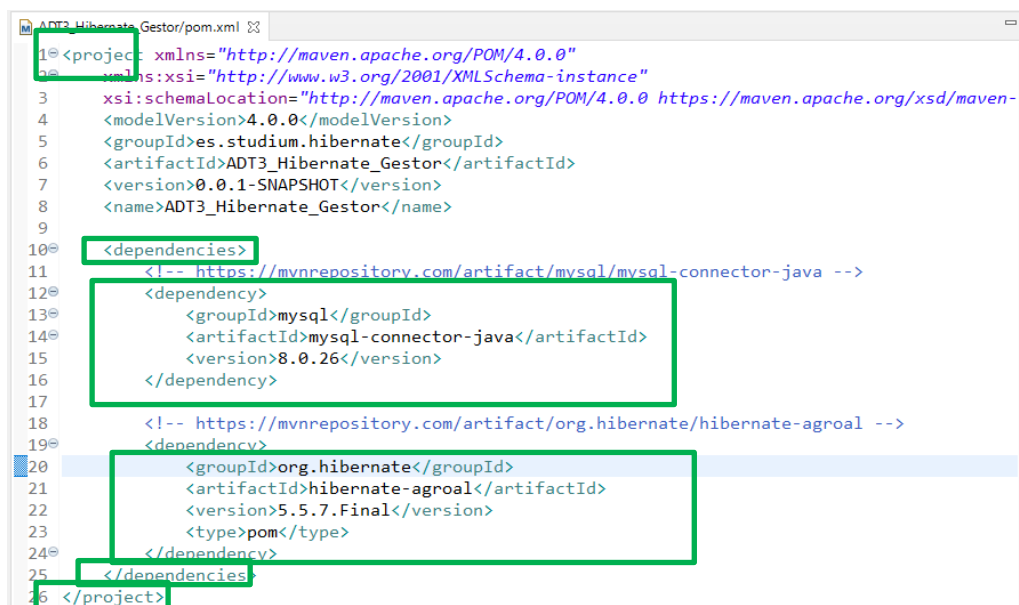 ADT3_Hibernate_Gestor/pom.xml
1 <project xmlns="http://maven.apache.org/POM/4.0.0"
2 xmlns:xsi="http://www.w3.org/2001/XMLSchema-instance"
3 xsi:schemaLocation="http://maven.apache.org/POM/4.0.0 https://maven.apache.org/xsd/maven-
4 <modelVersion>4.0.0</modelVersion>
5 <groupId>es.studium.hibernate</groupId>
6 <artifactId>ADT3_Hibernate_Gestor</artifactId>
7 <version>0.0.1-SNAPSHOT</version>
8 <name>ADT3_Hibernate_Gestor</name>
9
10 <dependencies>
11 <!-- https://mvnrepository.com/artifact/mysql/mysql-connector-java -->
12 <dependency>
13 <groupId>mysql</groupId>
14 <artifactId>mysql-connector-java</artifactId>
15 <version>8.0.26</version>
16 </dependency>
17
18 <!-- https://mvnrepository.com/artifact/org.hibernate/hibernate-agroal -->
19 <dependency>
20 <groupId>org.hibernate</groupId>
21 <artifactId>hibernate-agroal</artifactId>
22 <version>5.5.7.Final</version>
23 <type>pom</type>
24 </dependency>
25 </dependencies>
26 </project>